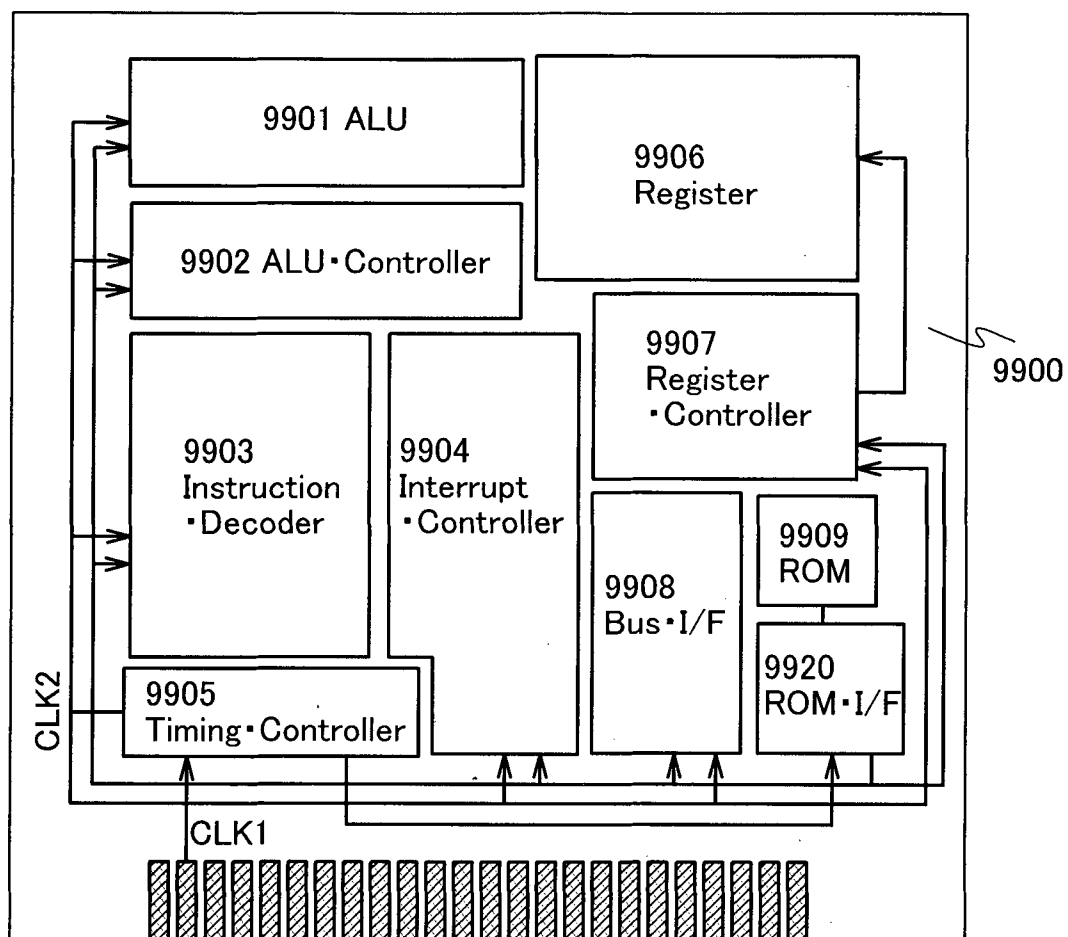 9901 ALU
9906
Register
9902 ALU・Controller
9907
Register
・Controller
9900
9903
Instruction
・Decoder
9904
Interrupt
・Controller
9908
Bus・I/F
9909
ROM
9920
ROM・I/F
9905
Timing・Controller
CLK2
CLK1